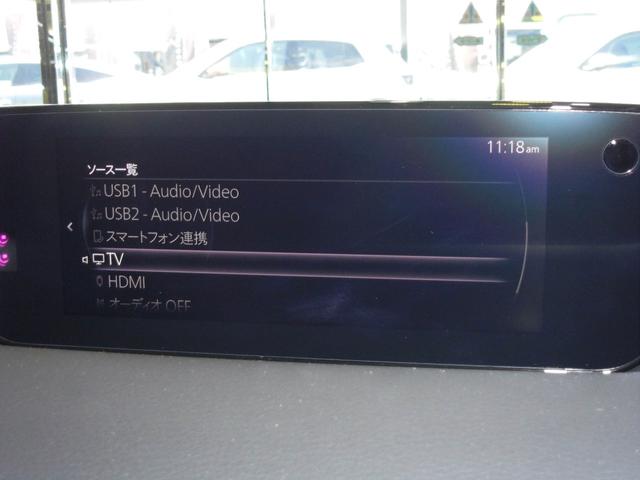 11:18am
ソース一覧
USB1 - Audio/Video
USB2 - Audio/Video
スマートフォン連携
TV
HDMI
オーディオ OFF